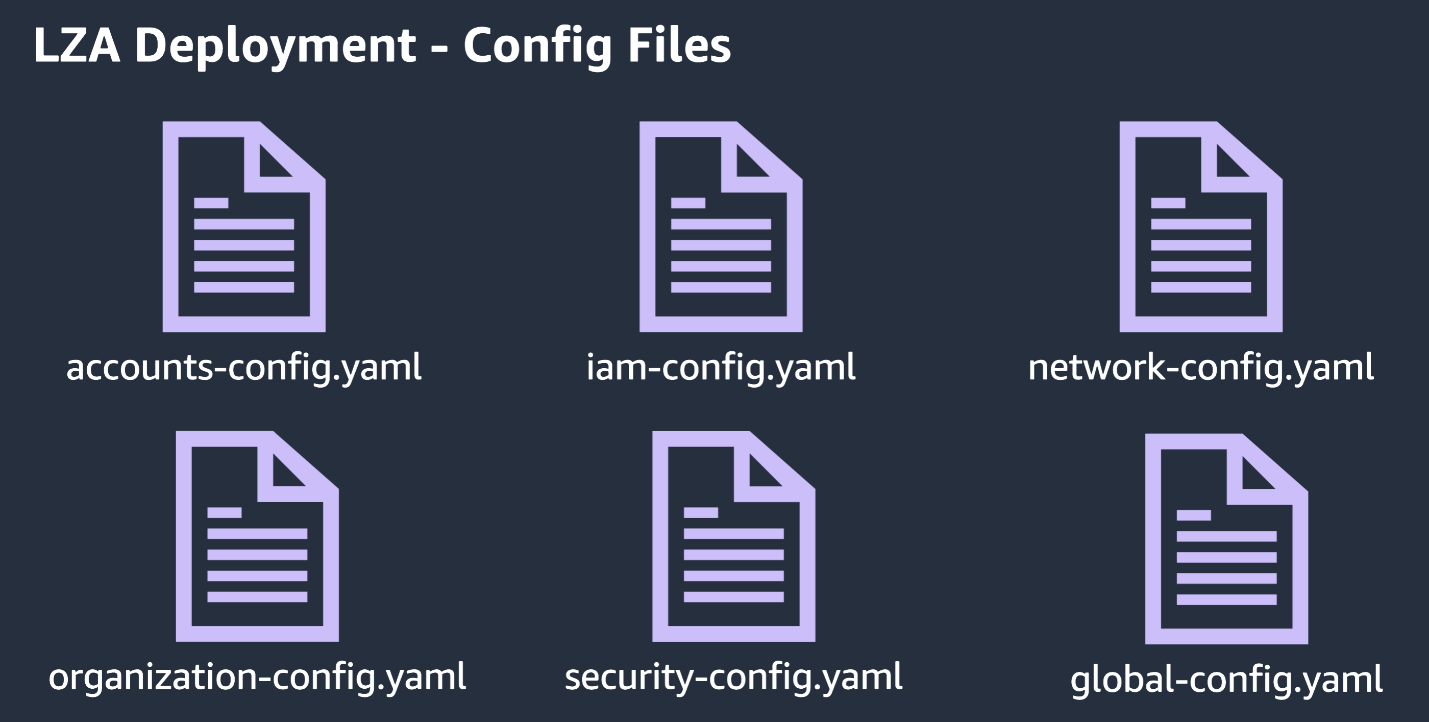 LZA Deployment - Config Files
accounts-config.yaml
iam-config.yaml
network-config.yaml
organization-config.yaml
security-config.yaml
global-config.yaml